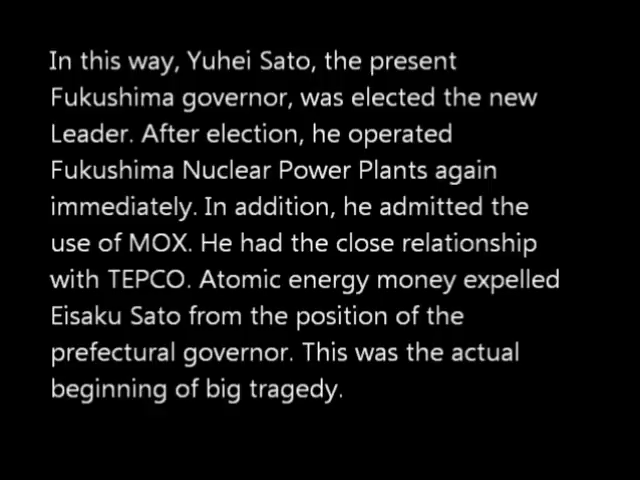 In this way, Yuhei Sato, the present
Fukushima governor, was elected the new
Leader. After election, he operated
Fukushima Nuclear Power Plants again
immediately. In addition, he admitted the
use of MOX. He had the close relationship
with TEPCO. Atomic energy money expelled
Eisaku Sato from the position of the
prefectural governor. This was the actual
beginning of big tragedy.